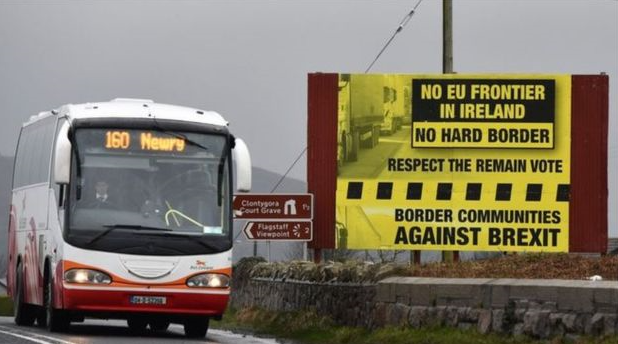 160 Newry
Clontygora
Court Grave
Flagstaff
Viewpoint
NO EU FRONTIER
IN IRELAND
NO HARD BORDER
RESPECT THE REMAIN VOTE
BORDER COMMUNITIES
AGAINST BREXIT